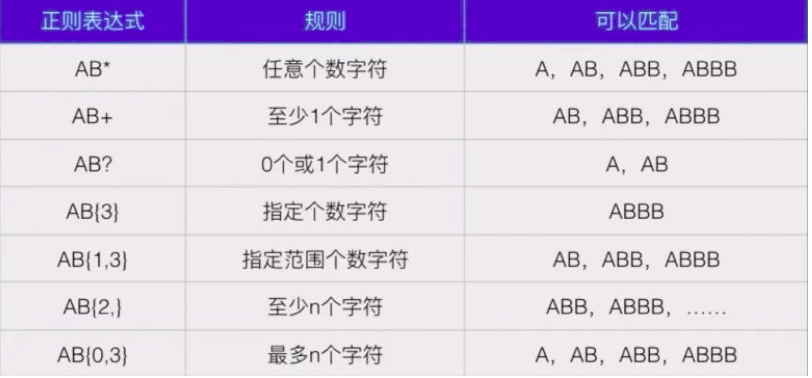 正则表达式 规则 可以匹配
AB* 任意个数字符 A，AB，ABB，ABBB
AB+ 至少1个字符 AB，ABB，ABBB
AB? 0个或1个字符 A，AB
AB{3} 指定个数字符 ABBB
AB{1,3} 指定范围个数字符 AB，ABB，ABBB
AB{2,} 至少n个字符 ABB，ABBB，……
AB{0,3} 最多n个字符 A，AB，ABB，ABBB